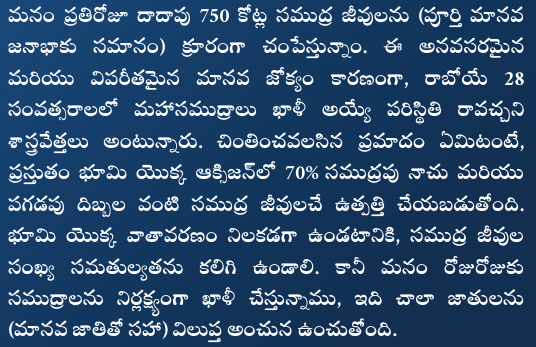 మనం ప్రతిరోజూ దాదాపు 750 కోట్ల సముద్ర జీవులను (పూర్తి మానవ
జనాభాకు సమానం) క్రూరంగా చంపేస్తున్నాం. ఈ అనవసరమైన
మరియు విపరీతమైన మానవ జోక్యం కారణంగా, రాబోయే 28
సంవత్సరాలలో మహాసముద్రాలు ఖాళీ అయ్యే పరిస్థితి రావచ్చని
శాస్త్రవేత్తలు అంటున్నారు. చింతించవలసిన ప్రమాదం ఏమిటంటే,
ప్రస్తుతం భూమి యొక్క ఆక్సిజన్‌లో 70% సముద్రపు నాచు మరియు
పగడపు దిబ్బల వంటి సముద్ర జీవులచే ఉత్పత్తి చేయబడుతోంది.
భూమి యొక్క వాతావరణం నిలకడగా ఉండటానికి, సముద్ర జీవుల
సంఖ్య సమతుల్యతను కలిగి ఉండాలి. కానీ మనం రోజురోజుకు
సముద్రాలను నిర్లక్ష్యంగా ఖాళీ చేస్తున్నాము, ఇది చాలా జాతులను
(మానవ జాతితో సహా) విలుప్త అంచున ఉంచుతోంది.